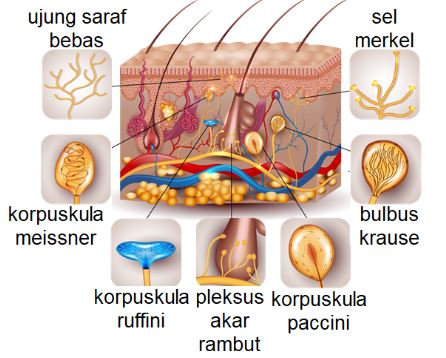 ujung saraf
bebas
sel
merkel
korpuskula
meissner
bulbus
krause
korpuskula
ruffini
pleksus
akar
rambut
korpuskula
paccini